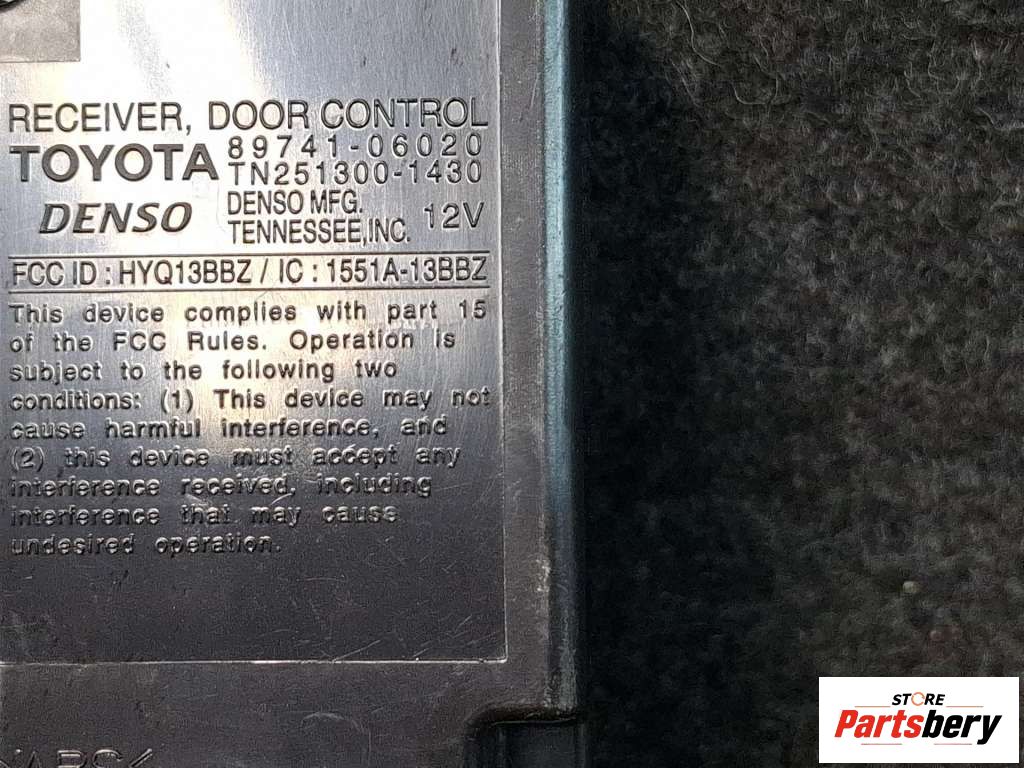 RECEIVER, DOOR CONTROL
TOYOTA 89741-06020
TN251300-1430
DENSO DENSO MFG. 12V
TENNESSEE,INC.
FCC ID : HYQ13BBZ / IC : 1551A-13BBZ
This device complies with part 15
of the FCC Rules. Operation is
subject to the following two
conditions: (1) This device may not
cause harmful interference, and
(2) this device must accept any
interference received, including
interference that may cause
undesired operation.
STORE
Partsbery